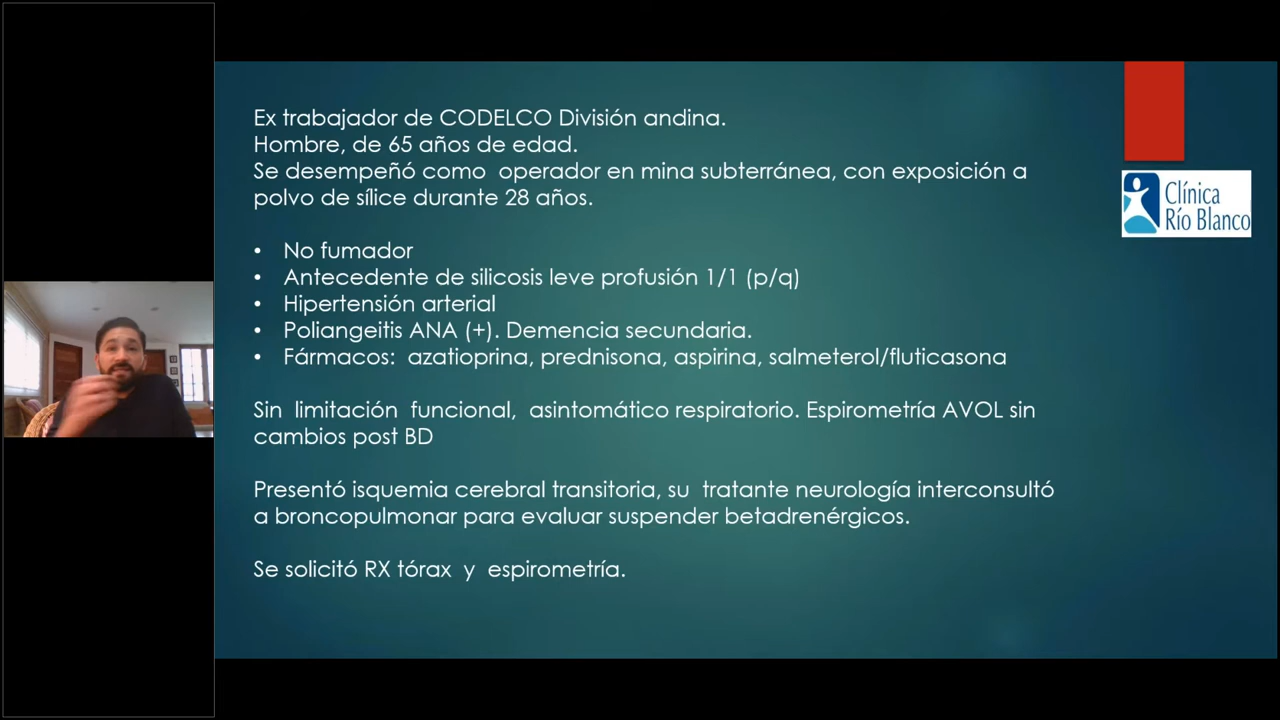 Ex trabajador de CODELCO División andina.
Hombre, de 65 años de edad.
Se desempeñó como operador en mina subterránea, con exposición a
polvo de sílice durante 28 años.
• No fumador
• Antecedente de silicosis leve profusión 1/1 (p/q)
• Hipertensión arterial
• Poliangeitis ANA (+). Demencia secundaria.
• Fármacos: azatioprina, prednisona, aspirina, salmeterol/fluticasona
Sin limitación funcional, asintomático respiratorio. Espirometría AVOL sin
cambios post BD
Presentó isquemia cerebral transitoria, su tratante neurología interconsultó
a broncopulmonar para evaluar suspender betadrenérgicos.
Se solicitó RX tórax y espirometría.
Clínica
Río Blanco